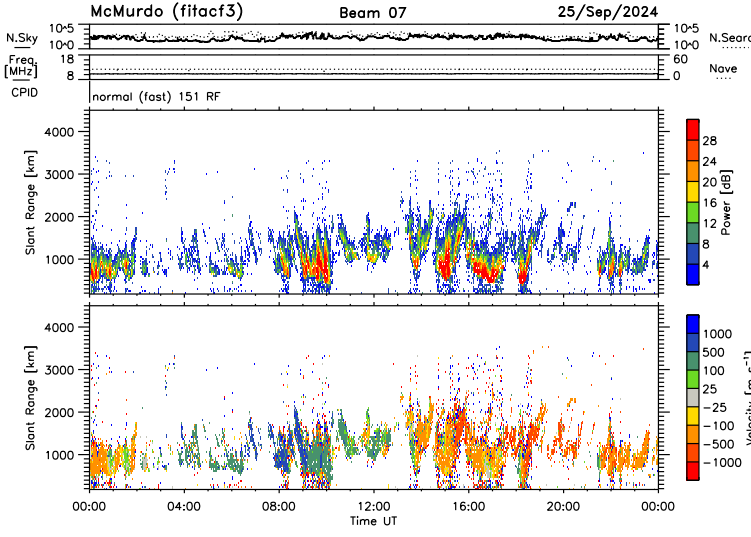 McMurdo (fitacf3) Beam 07 25/Sep/2024
N.Sky 10^5 10^0 10^5 10^0 N.Sear
Freq. [MHz] 18 8 60 0 Nave
CPID normal (fast) 151 RF
Slant Range [km] 4000 3000 2000 1000
28 24 20 16 12 8 4 Power [dB]
Slant Range [km] 4000 3000 2000 1000
1000 500 100 25 -25 -100 -500 -1000 Velocity [m s⁻¹]
00:00 04:00 08:00 12:00 16:00 20:00 00:00
Time UT